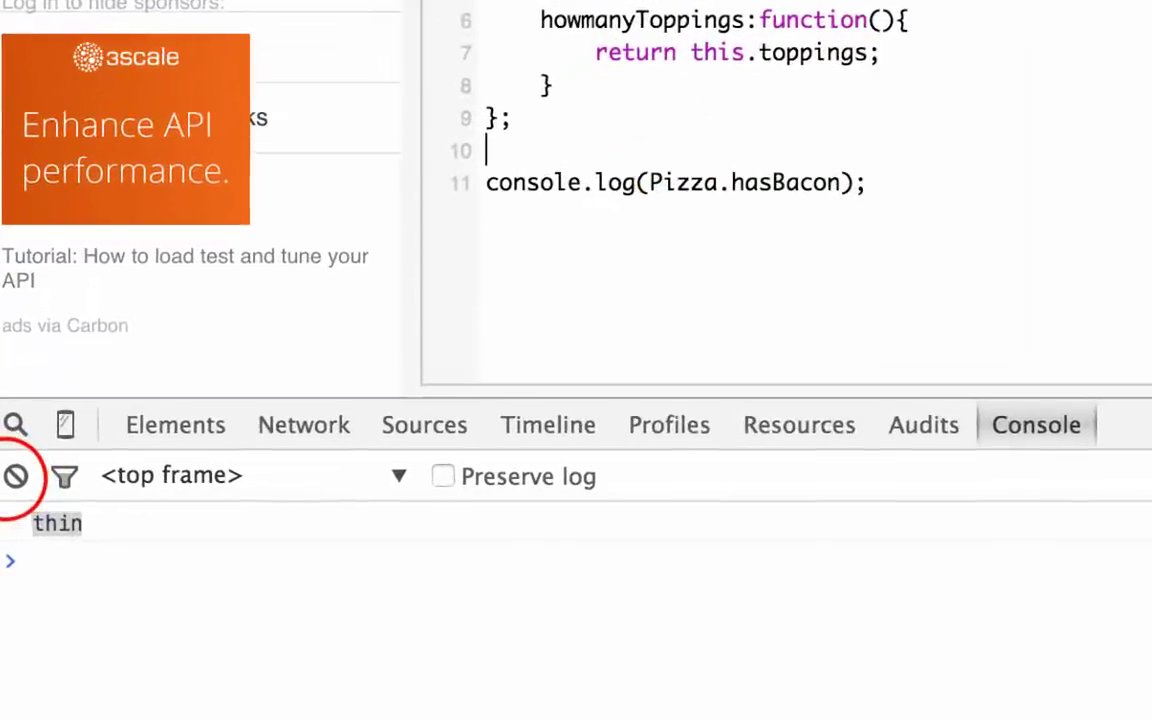 Log in to hide sponsors:
3scale
Enhance API
performance.
ks
Tutorial: How to load test and tune your
API
ads via Carbon
6 howmanyToppings:function(){
7 return this.toppings;
8 }
9 };
10
11 console.log(Pizza.hasBacon);
Elements Network Sources Timeline Profiles Resources Audits Console
<top frame> ▼ Preserve log
thin
>